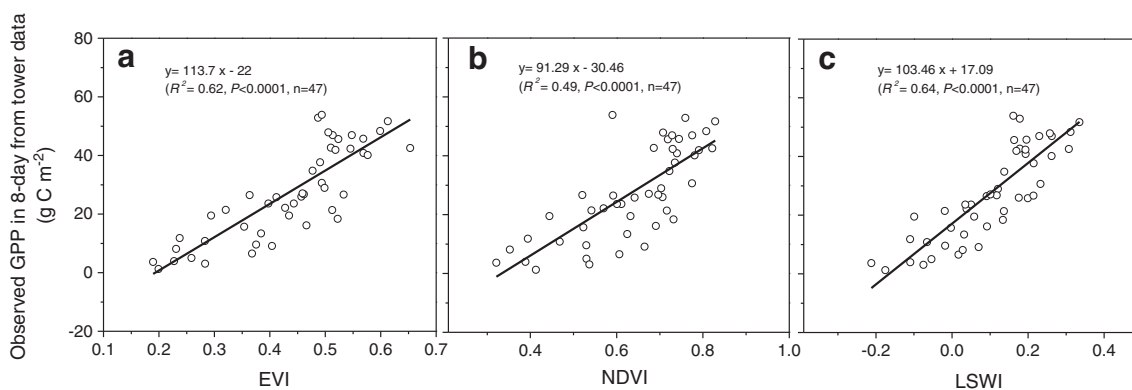 Observed GPP in 8-day from tower data
(g C m⁻²)
80
60
40
20
0
-20
a
y= 113.7 x - 22
(R²= 0.62, P<0.0001, n=47)
0.1 0.2 0.3 0.4 0.5 0.6 0.7
EVI
b
y= 91.29 x - 30.46
(R²= 0.49, P<0.0001, n=47)
0.4 0.6 0.8 1.0
NDVI
c
y= 103.46 x + 17.09
(R²= 0.64, P<0.0001, n=47)
-0.2 0.0 0.2 0.4
LSWI